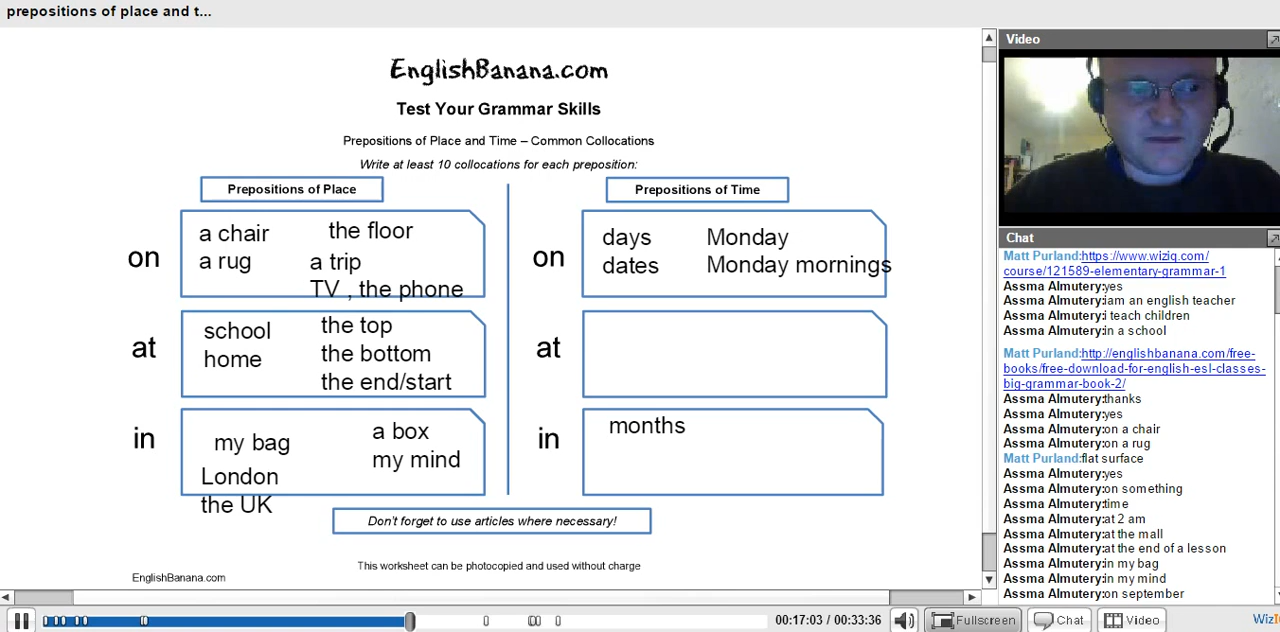 prepositions of place and t...
EnglishBanana.com
Test Your Grammar Skills
Prepositions of Place and Time – Common Collocations
Write at least 10 collocations for each preposition:
Prepositions of Place
on
a chair the floor
a rug a trip
TV , the phone
at
school the top
home the bottom
the end/start
in
my bag a box
London my mind
the UK
Prepositions of Time
on
days Monday
dates Monday mornings
at
in
months
Don't forget to use articles where necessary!
This worksheet can be photocopied and used without charge
EnglishBanana.com
Video
Chat
Matt Purland:https://www.wiziq.com/
course/121589-elementary-grammar-1
Assma Almutery:yes
Assma Almutery:iam an english teacher
Assma Almutery:i teach children
Assma Almutery:in a school
Matt Purland:http://englishbanana.com/free-
books/free-download-for-english-esl-classes-
big-grammar-book-2/
Assma Almutery:thanks
Assma Almutery:yes
Assma Almutery:on a chair
Assma Almutery:on a rug
Matt Purland:flat surface
Assma Almutery:yes
Assma Almutery:on something
Assma Almutery:time
Assma Almutery:at 2 am
Assma Almutery:at the mall
Assma Almutery:at the end of a lesson
Assma Almutery:in my bag
Assma Almutery:in my mind
Assma Almutery:on september
00:17:03 / 00:33:36
Fullscreen
Chat
Video